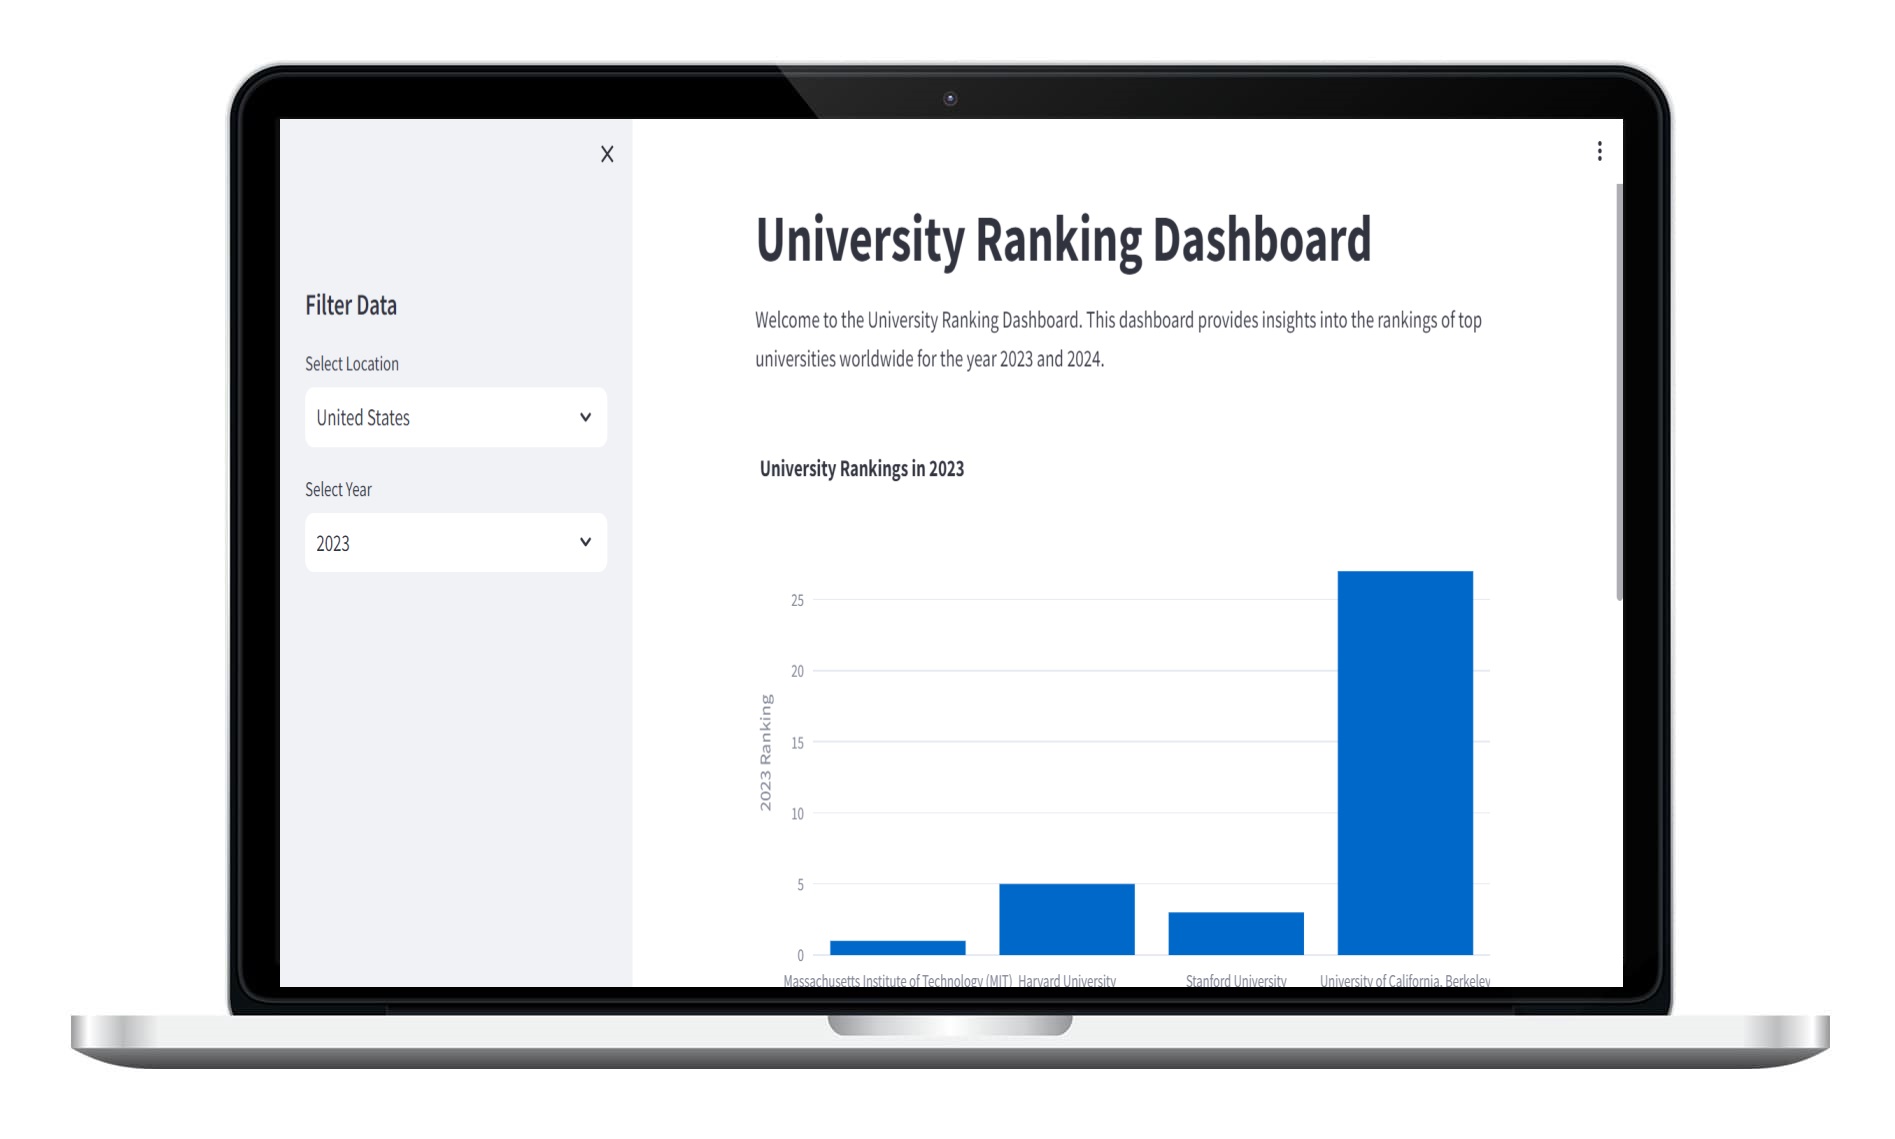 X
Filter Data
Select Location
United States
Select Year
2023
University Ranking Dashboard
Welcome to the University Ranking Dashboard. This dashboard provides insights into the rankings of top
universities worldwide for the year 2023 and 2024.
University Rankings in 2023
2023 Ranking
25
20
15
10
5
0
Massachusetts Institute of Technology (MIT)
Harvard University
Stanford University
University of California, Berkeley